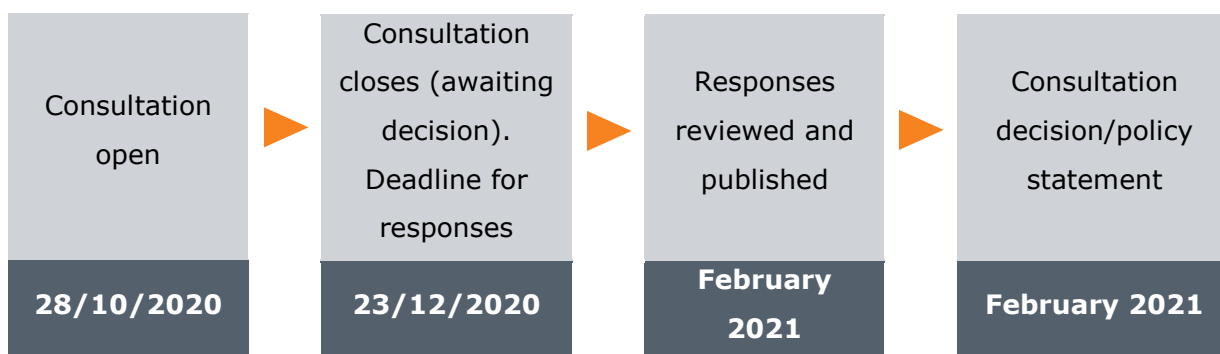 Consultation
open
28/10/2020
Consultation
closes (awaiting
decision).
Deadline for
responses
23/12/2020
Responses
reviewed and
published
February
2021
Consultation
decision/policy
statement
February 2021